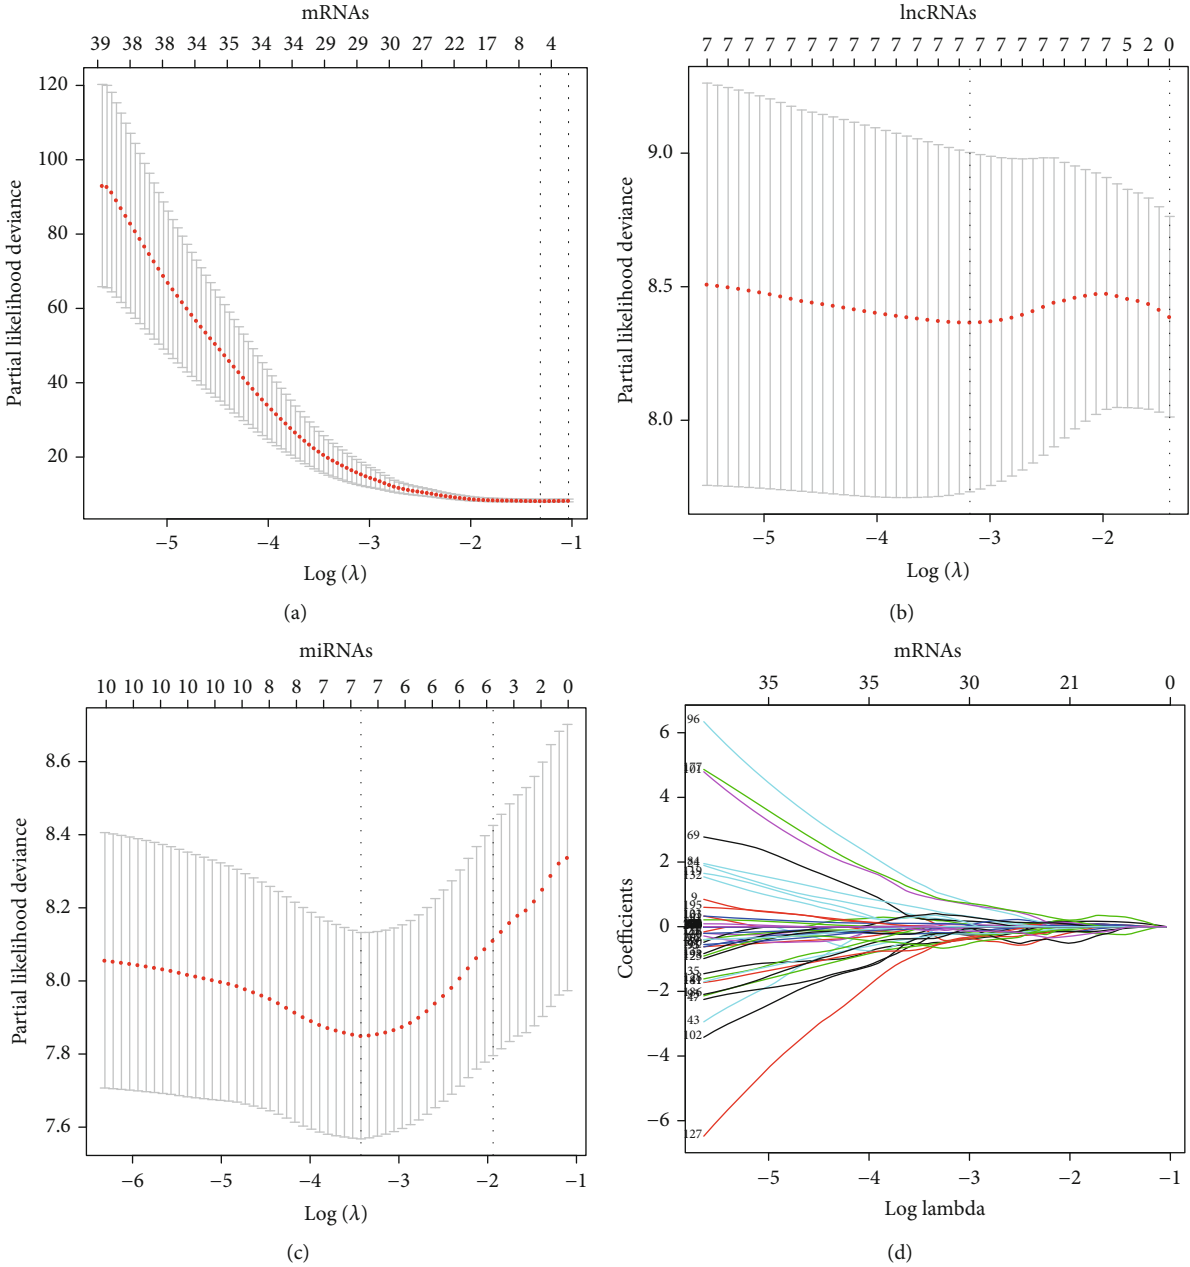 mRNAs
39 38 38 34 35 34 34 29 29 30 27 22 17 8 4
120
100
80
60
40
20
Partial likelihood deviance
−5 −4 −3 −2 −1
Log (λ)
(a)
lncRNAs
7 7 7 7 7 7 7 7 7 7 7 7 7 7 7 7 7 7 7 7 5 2 0
9.0
8.5
8.0
Partial likelihood deviance
−5 −4 −3 −2
Log (λ)
(b)
miRNAs
10 10 10 10 10 10 8 8 7 7 7 6 6 6 6 3 2 0
8.6
8.4
8.2
8.0
7.8
7.6
Partial likelihood deviance
−6 −5 −4 −3 −2 −1
Log (λ)
(c)
mRNAs
35 35 30 21 0
6
4
2
0
−2
−4
−6
Coefficients
96
101
69
132
9
195
35
47
43
102
127
−5 −4 −3 −2 −1
Log lambda
(d)